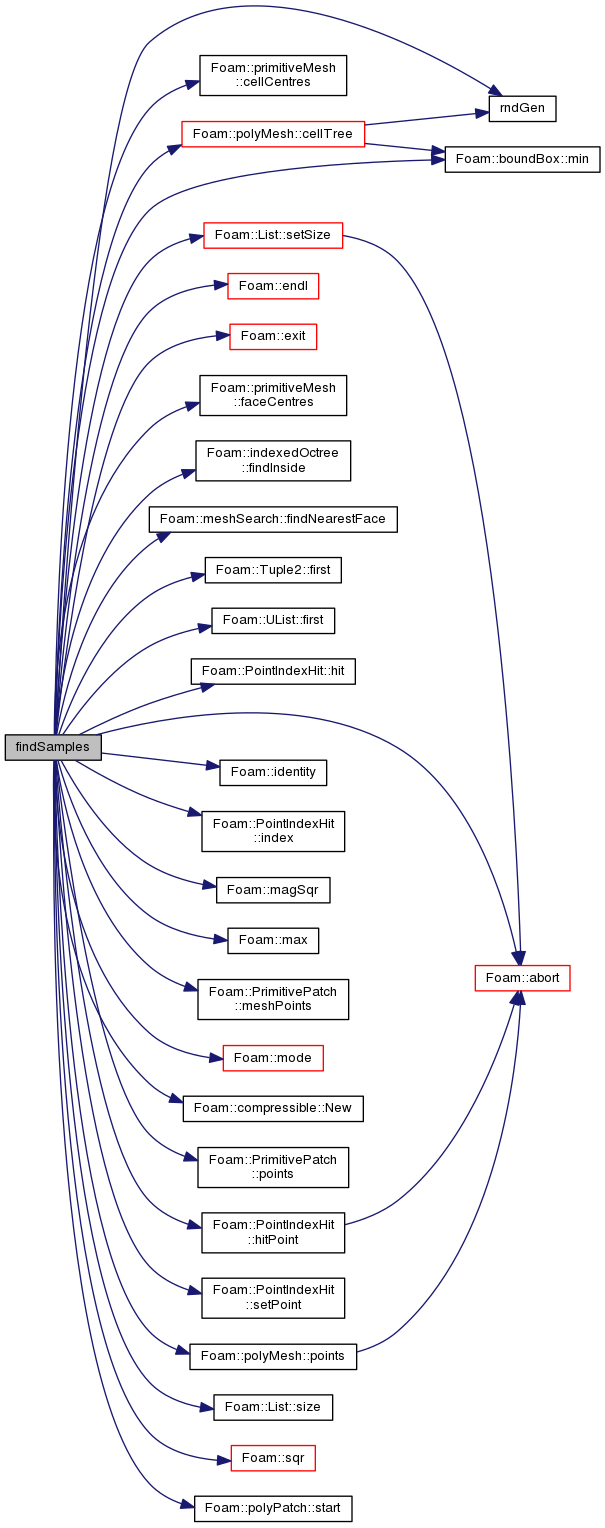 Foam::primitiveMesh
::cellCentres
rndGen
Foam::polyMesh::cellTree
Foam::boundBox::min
Foam::List::setSize
Foam::endl
Foam::exit
Foam::primitiveMesh
::faceCentres
Foam::indexedOctree
::findInside
Foam::meshSearch::findNearestFace
Foam::Tuple2::first
Foam::UList::first
Foam::PointIndexHit::hit
findSamples
Foam::identity
Foam::PointIndexHit
::index
Foam::magSqr
Foam::max
Foam::PrimitivePatch
::meshPoints
Foam::abort
Foam::mode
Foam::compressible::New
Foam::PrimitivePatch
::points
Foam::PointIndexHit
::hitPoint
Foam::PointIndexHit
::setPoint
Foam::polyMesh::points
Foam::List::size
Foam::sqr
Foam::polyPatch::start